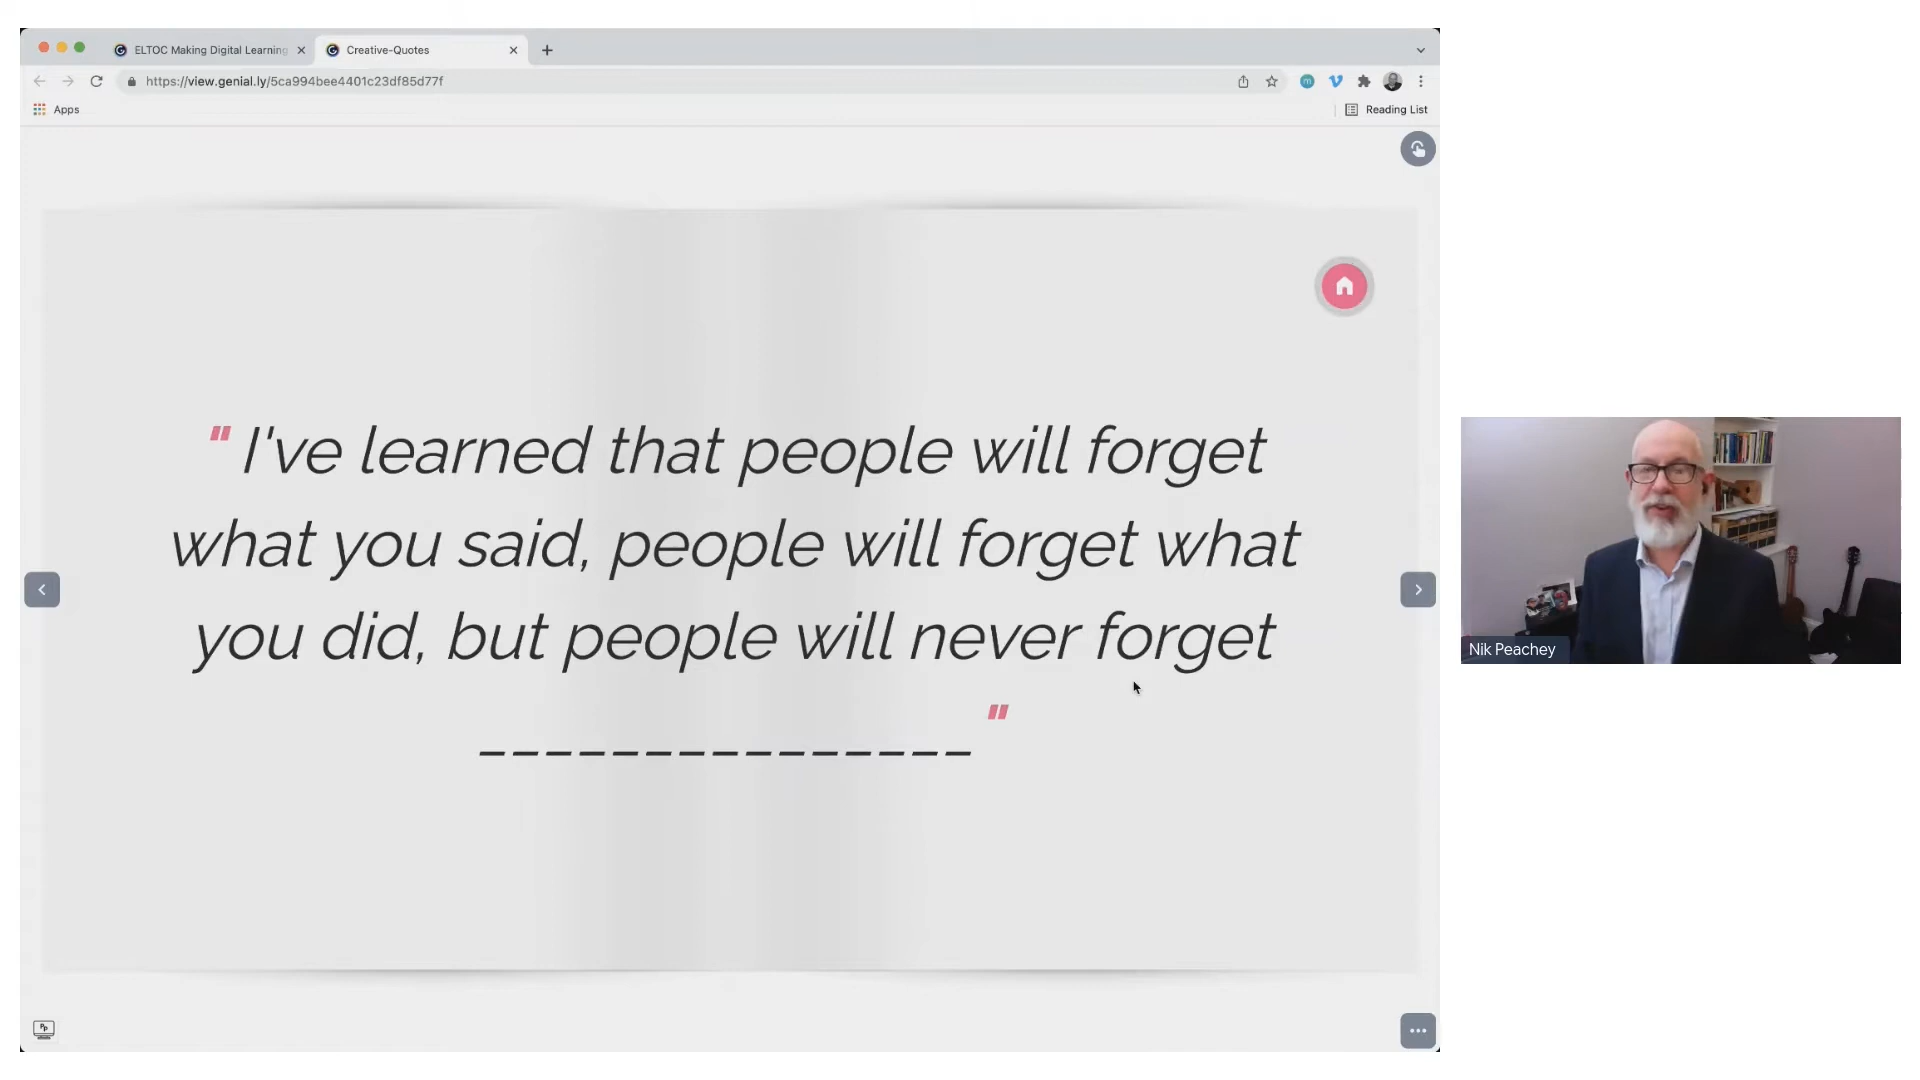 ELTOC Making Digital Learning
Creative-Quotes
https://view.genial.ly/5ca994bee4401c23df85d77f
Apps
Reading List
" I've learned that people will forget
what you said, people will forget what
you did, but people will never forget
_______________ "
Nik Peachey